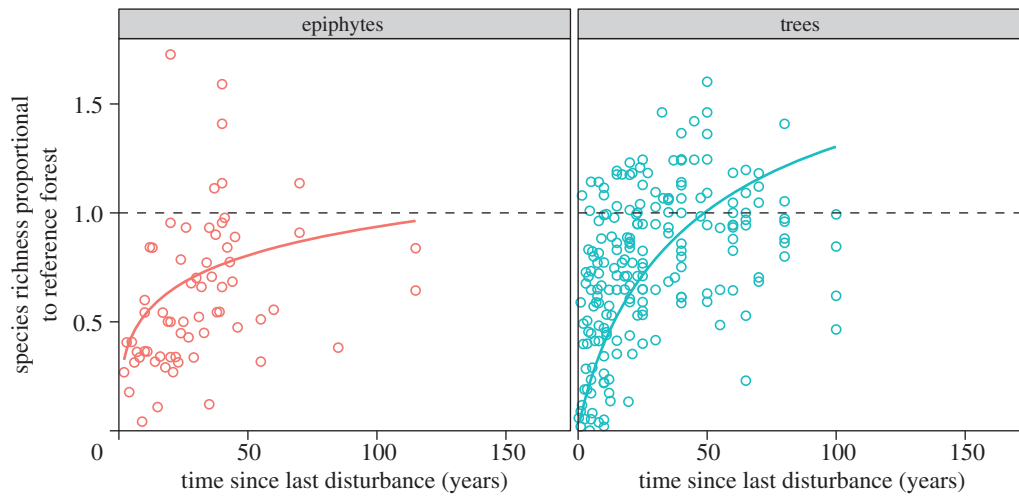 epiphytes
trees
species richness proportional
to reference forest
1.5
1.0
0.5
0
50
100
150
0
50
100
150
time since last disturbance (years)
time since last disturbance (years)